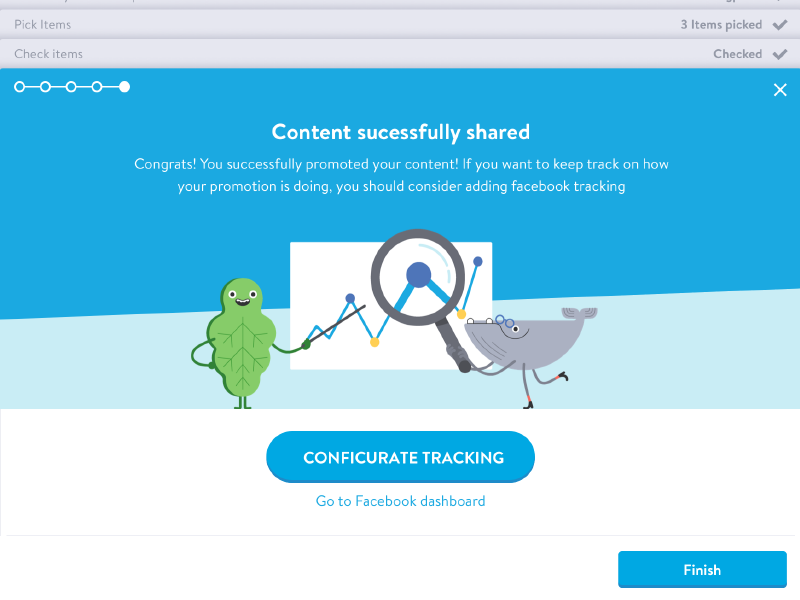 Pick Items
3 Items picked
Check items
Checked
Content sucessfully shared
Congrats! You successfully promoted your content! If you want to keep track on how
your promotion is doing, you should consider adding facebook tracking
CONFICURATE TRACKING
Go to Facebook dashboard
Finish